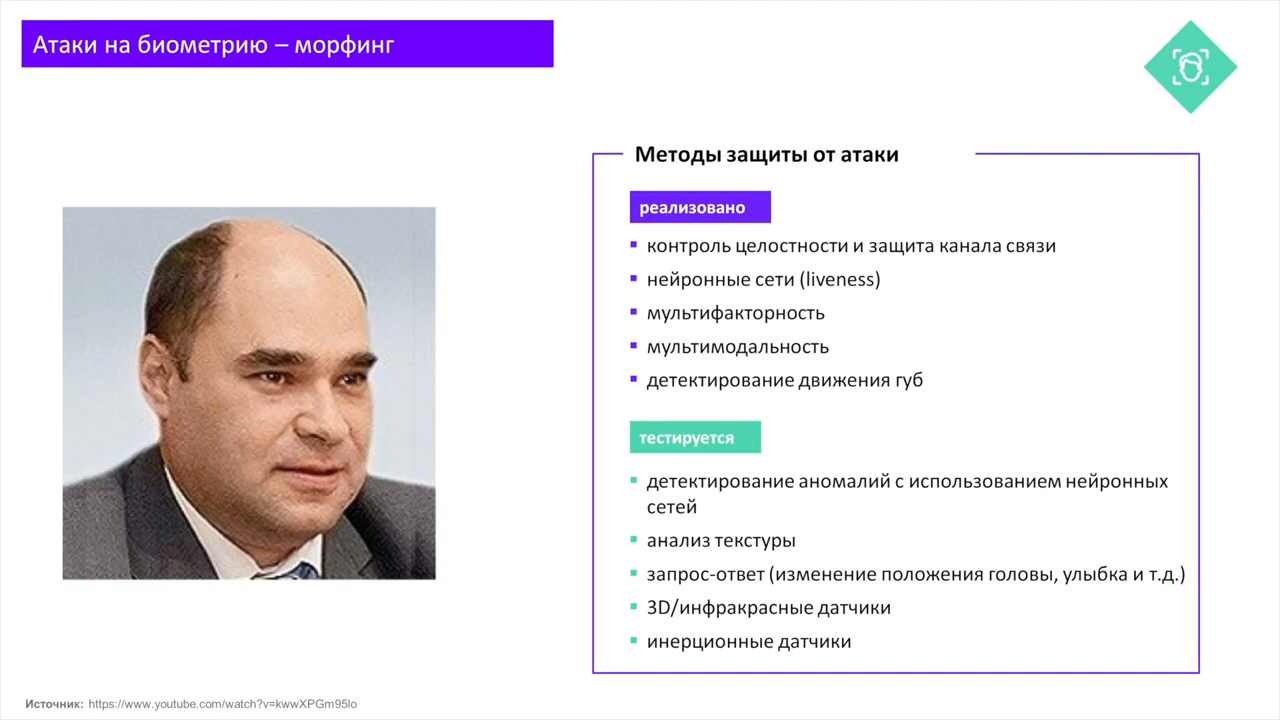 Атаки на биометрию – морфинг
Методы защиты от атаки
реализовано
контроль целостности и защита канала связи
нейронные сети (liveness)
мультифакторность
мультимодальность
детектирование движения губ
тестируется
детектирование аномалий с использованием нейронных
сетей
анализ текстуры
запрос-ответ (изменение положения головы, улыбка и т.д.)
3D/инфракрасные датчики
инерционные датчики
Источник: https://www.youtube.com/watch?v=kwwXPGm95lo